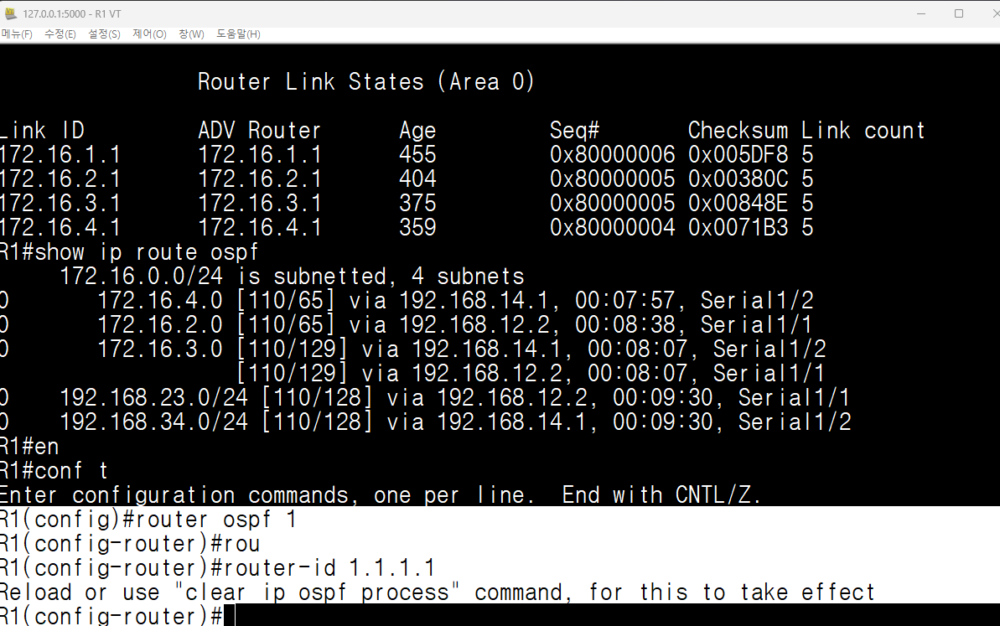 127.0.0.1:5000 - R1 VT
메뉴(F) 수정(E) 설정(S) 제어(O) 창(W) 도움말(H)
Router Link States (Area 0)
Link ID ADV Router Age Seq# Checksum Link count
172.16.1.1 172.16.1.1 455 0x80000006 0x005DF8 5
172.16.2.1 172.16.2.1 404 0x80000005 0x00380C 5
172.16.3.1 172.16.3.1 375 0x80000005 0x00848E 5
172.16.4.1 172.16.4.1 359 0x80000004 0x0071B3 5
R1#show ip route ospf
172.16.0.0/24 is subnetted, 4 subnets
O 172.16.4.0 [110/65] via 192.168.14.1, 00:07:57, Serial1/2
O 172.16.2.0 [110/65] via 192.168.12.2, 00:08:38, Serial1/1
O 172.16.3.0 [110/129] via 192.168.14.1, 00:08:07, Serial1/2
[110/129] via 192.168.12.2, 00:08:07, Serial1/1
O 192.168.23.0/24 [110/128] via 192.168.12.2, 00:09:30, Serial1/1
O 192.168.34.0/24 [110/128] via 192.168.14.1, 00:09:30, Serial1/2
R1#en
R1#conf t
Enter configuration commands, one per line. End with CNTL/Z.
R1(config)#router ospf 1
R1(config-router)#rou
R1(config-router)#router-id 1.1.1.1
Reload or use "clear ip ospf process" command, for this to take effect
R1(config-router)#